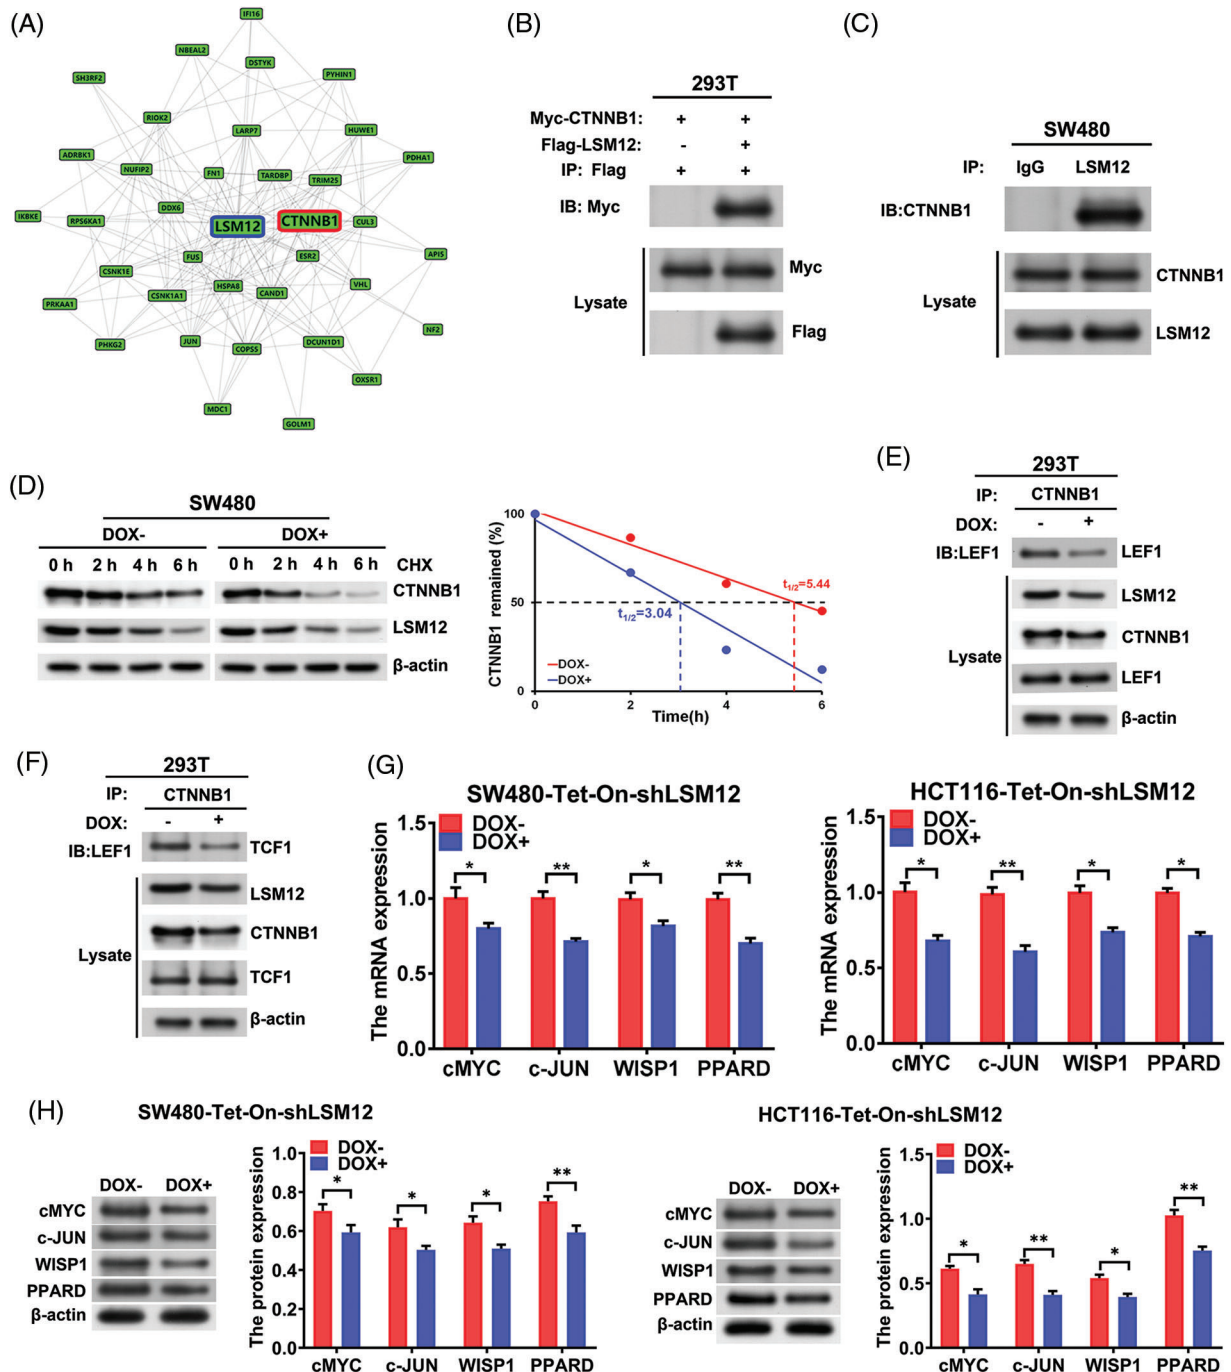 (A)
IFI16
NBEAL2
DSTYK
SH3RF2
PYHIN1
RIOK2
LARP7
HUWE1
ADRBK1
NUFIP2
FN1
TARDBP
TRIM25
PDHA1
IKBKE
RPS6KA1
DDX6
LSM12
CTNNB1
CUL3
FUS
ESR2
API5
CSNK1E
HSPA8
VHL
PRKAA1
CSNK1A1
CAND1
NF2
PHKG2
JUN
COPS5
DCUN1D1
OXSR1
MDC1
GOLM1
(B)
293T
Myc-CTNNB1: + +
Flag-LSM12: - +
IP: Flag + +
IB: Myc
Myc
Lysate
Flag
(C)
SW480
IP: IgG LSM12
IB:CTNNB1
CTNNB1
Lysate
LSM12
(D)
SW480
DOX- DOX+
0 h 2 h 4 h 6 h 0 h 2 h 4 h 6 h CHX
CTNNB1
LSM12
β-actin
CTNNB1 remained (%)
100
50
0
t1/2=5.44
t1/2=3.04
DOX-
DOX+
0 2 4 6
Time(h)
(E)
293T
IP: CTNNB1
DOX: - +
IB:LEF1 LEF1
LSM12
CTNNB1
Lysate
LEF1
β-actin
(F)
293T
IP: CTNNB1
DOX: - +
IB:LEF1 TCF1
LSM12
CTNNB1
Lysate
TCF1
β-actin
(G)
SW480-Tet-On-shLSM12
The mRNA expression
1.5
1.0
0.5
0.0
DOX-
DOX+
* ** * **
cMYC c-JUN WISP1 PPARD
HCT116-Tet-On-shLSM12
The mRNA expression
1.5
1.0
0.5
0.0
DOX-
DOX+
* ** * *
cMYC c-JUN WISP1 PPARD
(H)
SW480-Tet-On-shLSM12
DOX- DOX+
cMYC
c-JUN
WISP1
PPARD
β-actin
The protein expression
1.0
0.8
0.6
0.4
0.2
0.0
DOX-
DOX+
* * * **
cMYC c-JUN WISP1 PPARD
HCT116-Tet-On-shLSM12
DOX- DOX+
cMYC
c-JUN
WISP1
PPARD
β-actin
The protein expression
1.5
1.0
0.5
0.0
DOX-
DOX+
* ** * **
cMYC c-JUN WISP1 PPARD